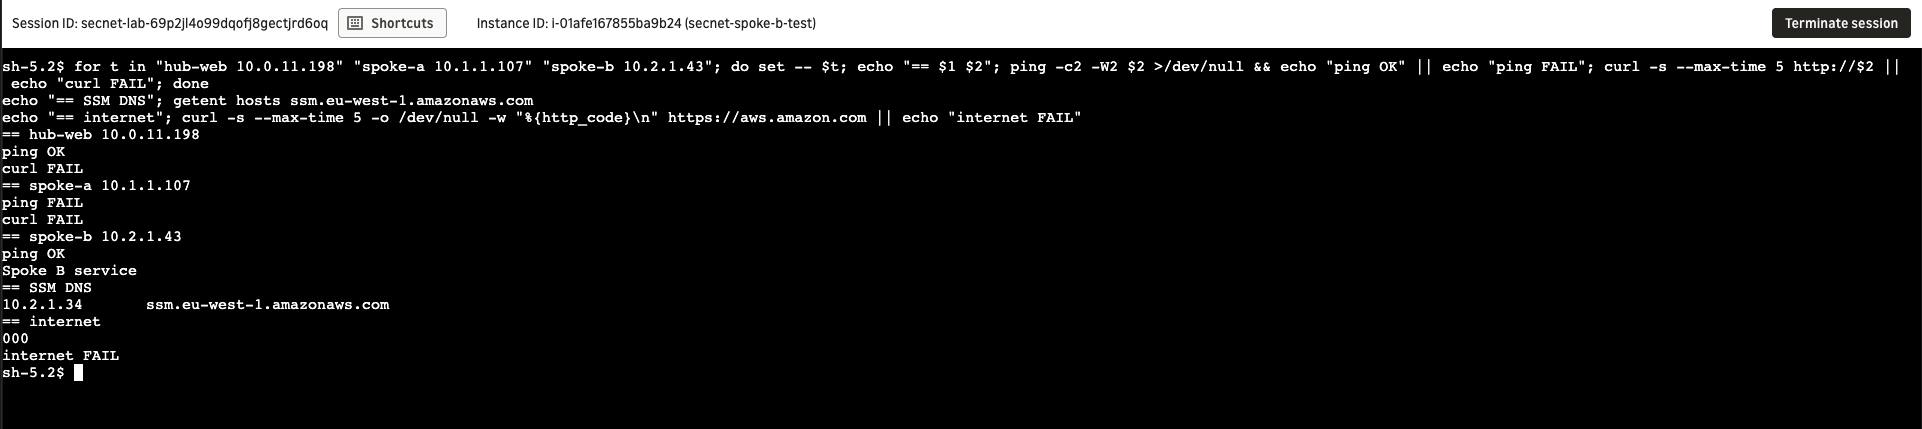 Session ID: secnet-lab-69p2jl4o99dqofj8gectjrd6oq Shortcuts Instance ID: i-01afe167855ba9b24 (secnet-spoke-b-test) Terminate session
sh-5.2$ for t in "hub-web 10.0.11.198" "spoke-a 10.1.1.107" "spoke-b 10.2.1.43"; do set -- $t; echo "== $1 $2"; ping -c2 -W2 $2 >/dev/null && echo "ping OK" || echo "ping FAIL"; curl -s --max-time 5 http://$2 ||
echo "curl FAIL"; done
echo "== SSM DNS"; getent hosts ssm.eu-west-1.amazonaws.com
echo "== internet"; curl -s --max-time 5 -o /dev/null -w "%{http_code}\n" https://aws.amazon.com || echo "internet FAIL"
== hub-web 10.0.11.198
ping OK
curl FAIL
== spoke-a 10.1.1.107
ping FAIL
curl FAIL
== spoke-b 10.2.1.43
ping OK
Spoke B service
== SSM DNS
10.2.1.34 ssm.eu-west-1.amazonaws.com
== internet
000
internet FAIL
sh-5.2$